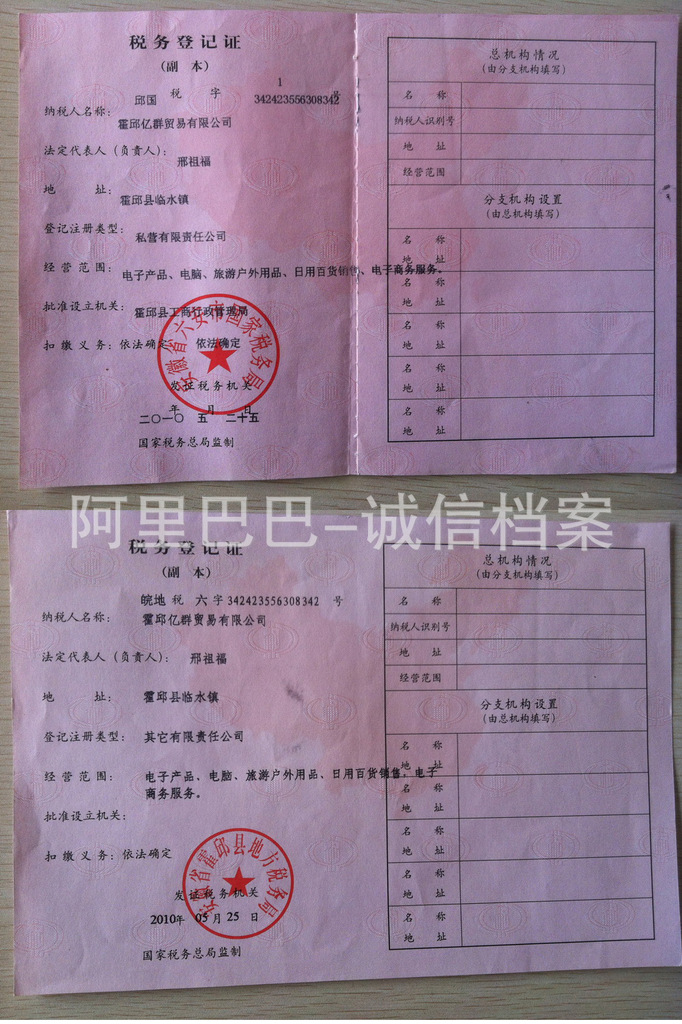 税务登记证
（副　本）
1
邱国 税 字 342423556308342 号
纳税人名称：
霍邱亿群贸易有限公司
法定代表人（负责人）：
邢祖福
地 址：
霍邱县临水镇
登记注册类型：
私营有限责任公司
经营范围：
电子产品、电脑、旅游户外用品、日用百货销售、电子商务服务。
批准设立机关：
霍邱县工商行政管理局
扣缴义务：依法确定 依法确定
安徽省六安市国家税务局
发证税务机关
年 月 日
二○一○ 五 二十五
国家税务总局监制
总机构情况
（由分支机构填写）
名 称
纳税人识别号
地 址
经营范围
分支机构设置
（由总机构填写）
名 称
地 址
名 称
地 址
名 称
地 址
名 称
地 址
名 称
地 址
阿里巴巴-诚信档案
税务登记证
（副　本）
皖地 税 六 字 342423556308342 号
纳税人名称： 霍邱亿群贸易有限公司
法定代表人（负责人）： 邢祖福
地 址： 霍邱县临水镇
登记注册类型： 其它有限责任公司
经营范围： 电子产品、电脑、旅游户外用品、日用百货销售，电子
商务服务。
批准设立机关：
扣缴义务：依法确定
安徽省霍邱县地方税务局
发证税务机关
2010年 05月 25日
国家税务总局监制
总机构情况
（由分支机构填写）
名 称
纳税人识别号
地 址
经营范围
分支机构设置
（由总机构填写）
名 称
地 址
名 称
地 址
名 称
地 址
名 称
地 址
名 称
地 址